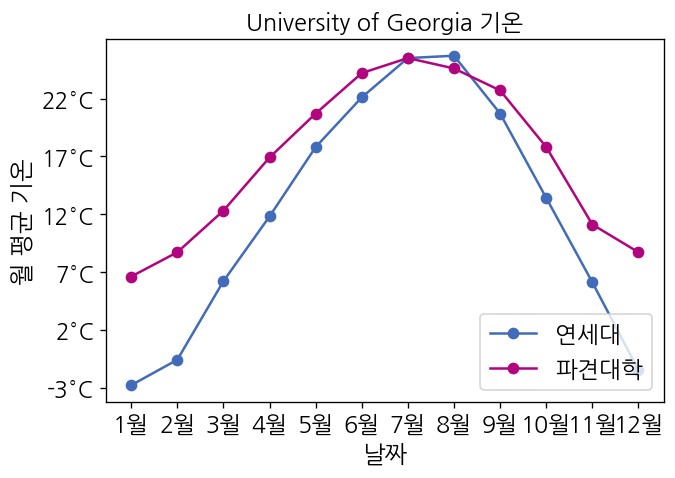 University of Georgia 기온
월 평균 기온
22˚C
17˚C
12˚C
7˚C
2˚C
-3˚C
연세대
파견대학
1월 2월 3월 4월 5월 6월 7월 8월 9월 10월 11월 12월
날짜